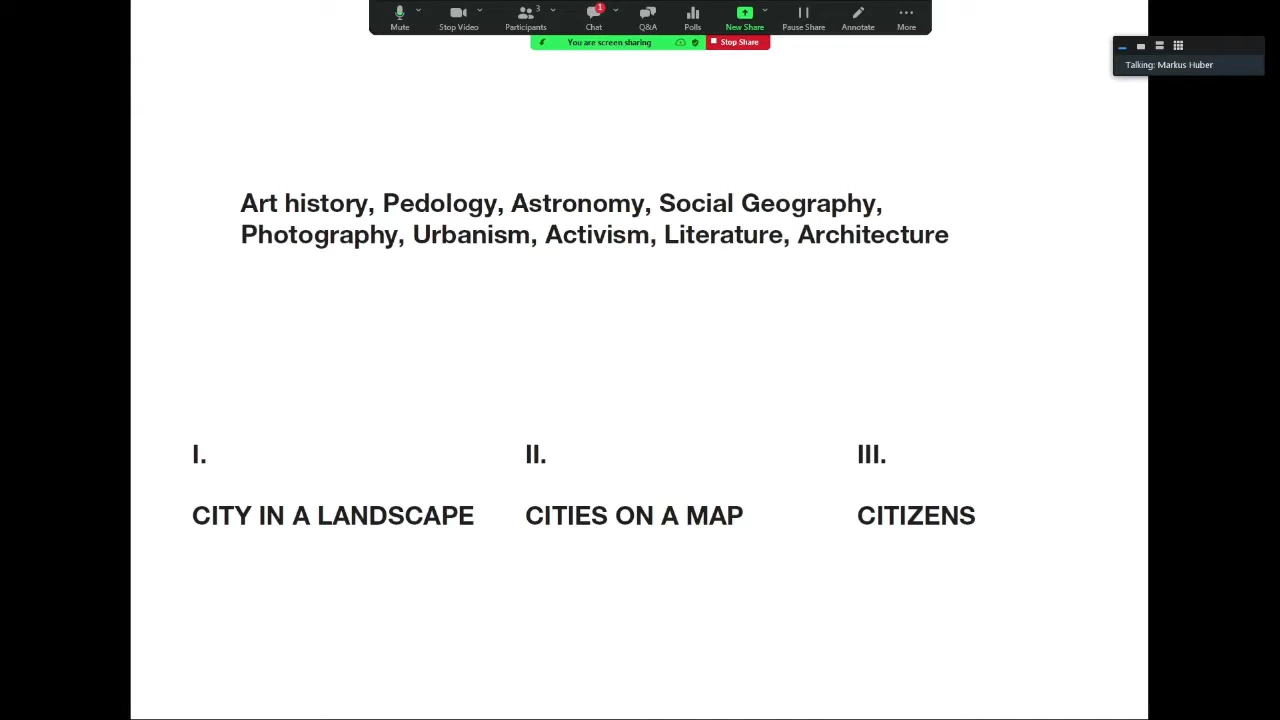 Mute
Stop Video
Participants
3
Chat
1
Q&A
Polls
New Share
Pause Share
Annotate
More
You are screen sharing
Stop Share
Talking: Markus Huber
Art history, Pedology, Astronomy, Social Geography,
Photography, Urbanism, Activism, Literature, Architecture
I.
II.
III.
CITY IN A LANDSCAPE
CITIES ON A MAP
CITIZENS